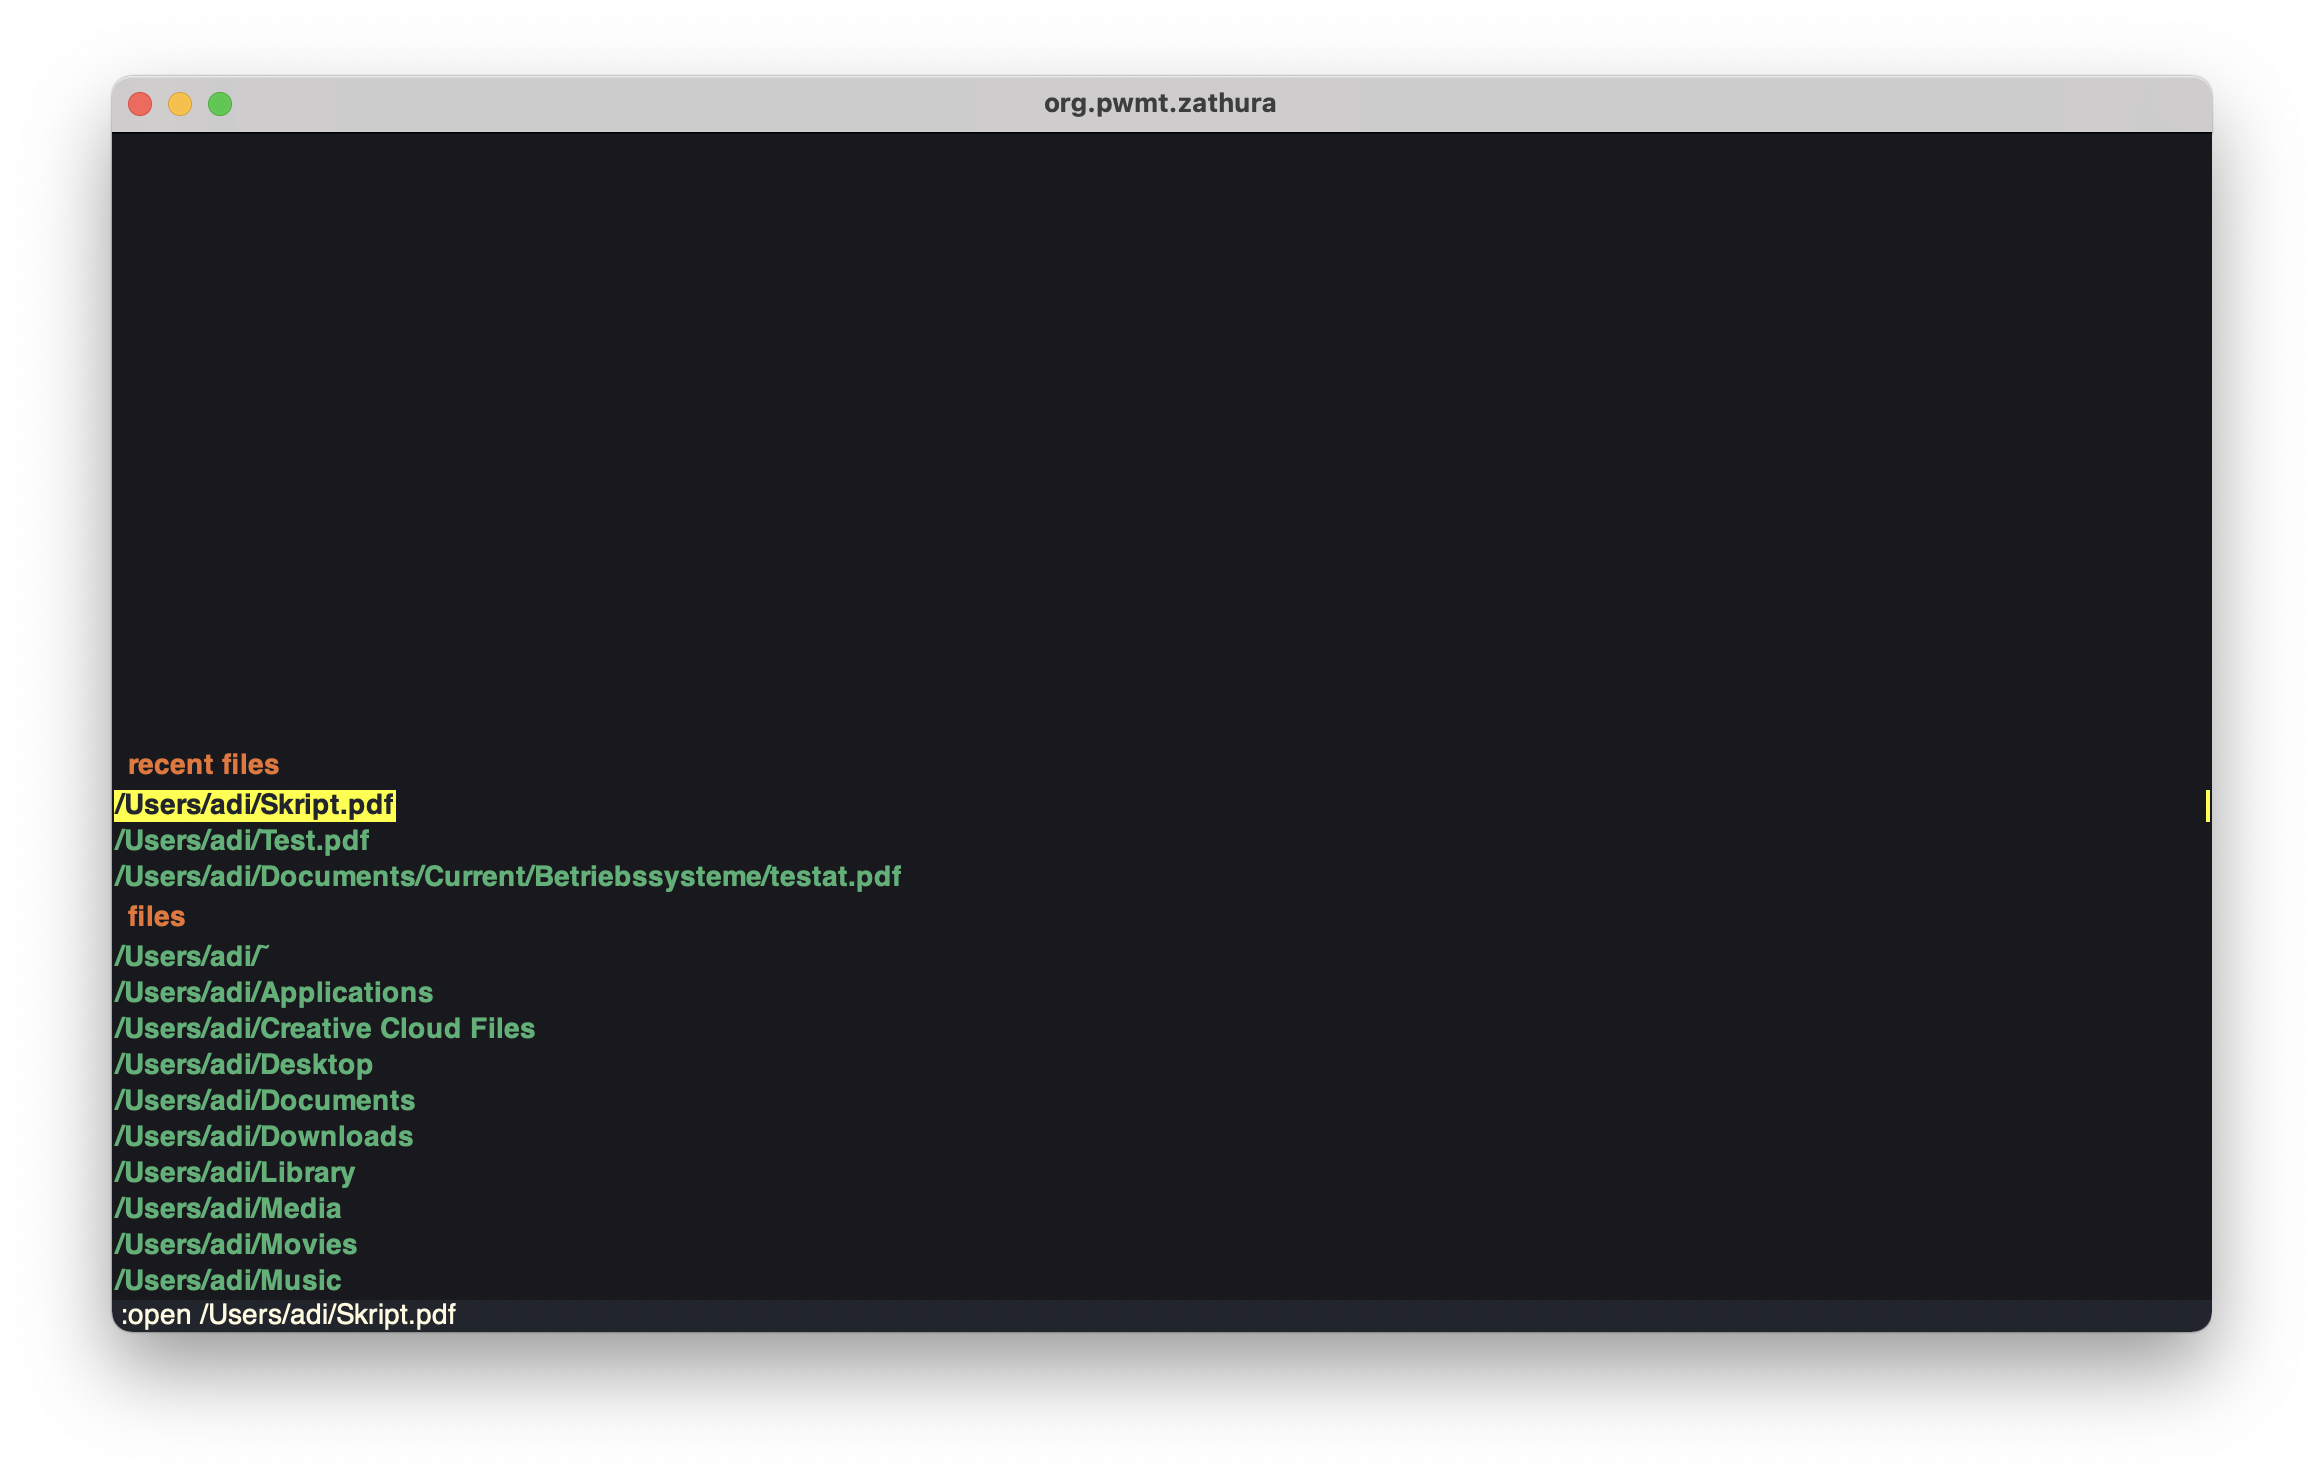 org.pwmt.zathura
recent files
/Users/adi/Skript.pdf
/Users/adi/Test.pdf
/Users/adi/Documents/Current/Betriebssysteme/testat.pdf
files
/Users/adi/~
/Users/adi/Applications
/Users/adi/Creative Cloud Files
/Users/adi/Desktop
/Users/adi/Documents
/Users/adi/Downloads
/Users/adi/Library
/Users/adi/Media
/Users/adi/Movies
/Users/adi/Music
:open /Users/adi/Skript.pdf